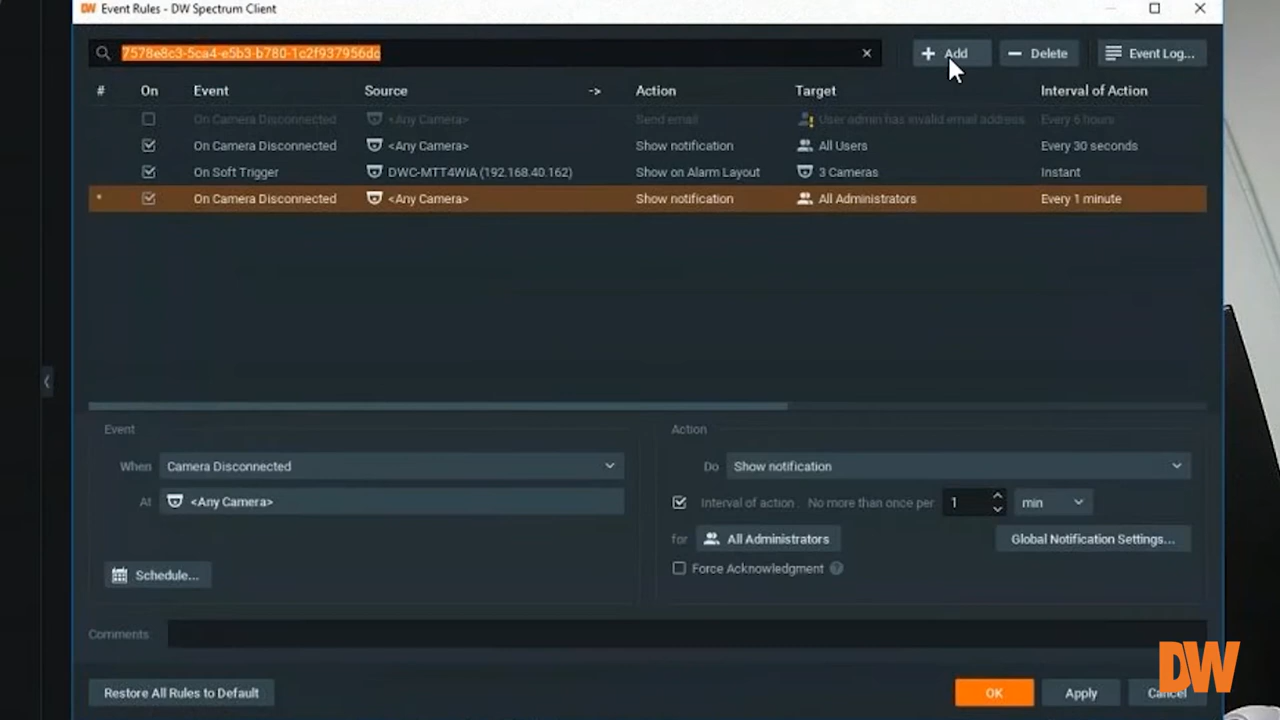 DW Event Rules - DW Spectrum Client
7578e8c3-5ca4-e5b3-b780-1c2f937956dc
Add
Delete
Event Log...
# On Event Source -> Action Target Interval of Action
On Camera Disconnected <Any Camera> Send email User admin has invalid email address Every 6 hours
On Camera Disconnected <Any Camera> Show notification All Users Every 30 seconds
On Soft Trigger DWC-MTT4WiA (192.168.40.162) Show on Alarm Layout 3 Cameras Instant
* On Camera Disconnected <Any Camera> Show notification All Administrators Every 1 minute
Event
When Camera Disconnected
At <Any Camera>
Schedule...
Action
Do Show notification
Interval of action No more than once per 1 min
for All Administrators Global Notification Settings...
Force Acknowledgment ?
Comments
Restore All Rules to Default
OK Apply Cancel
DW